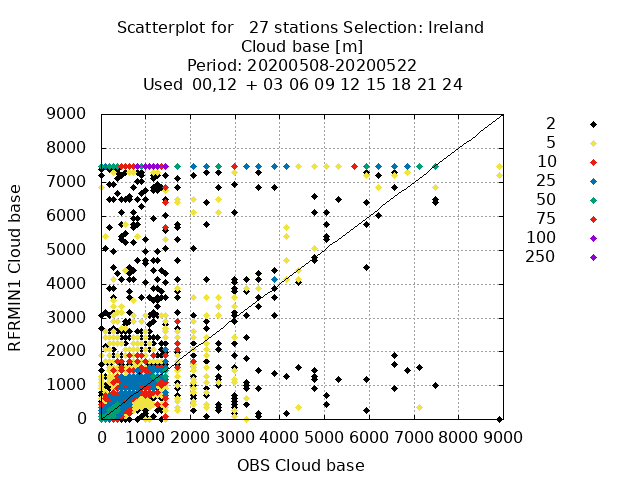 Scatterplot for 27 stations Selection: Ireland
Cloud base [m]
Period: 20200508-20200522
Used 00,12 + 03 06 09 12 15 18 21 24
9000
8000
7000
6000
5000
4000
3000
2000
1000
0
RFRMIN1 Cloud base
0 1000 2000 3000 4000 5000 6000 7000 8000 9000
OBS Cloud base
2
5
10
25
50
75
100
250